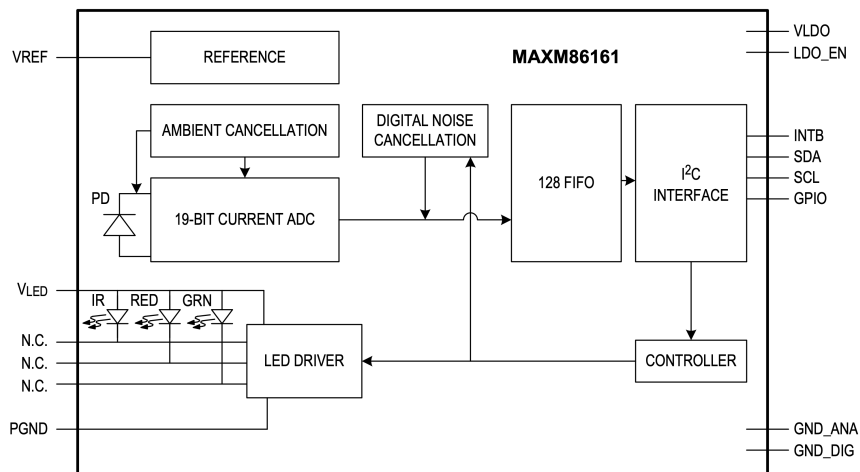 VREF
REFERENCE
MAXM86161
VLDO
LDO_EN
AMBIENT CANCELLATION
DIGITAL NOISE
CANCELLATION
128 FIFO
I²C
INTERFACE
INTB
SDA
SCL
GPIO
PD
19-BIT CURRENT ADC
VLED
IR
RED
GRN
N.C.
N.C.
N.C.
LED DRIVER
CONTROLLER
PGND
GND_ANA
GND_DIG